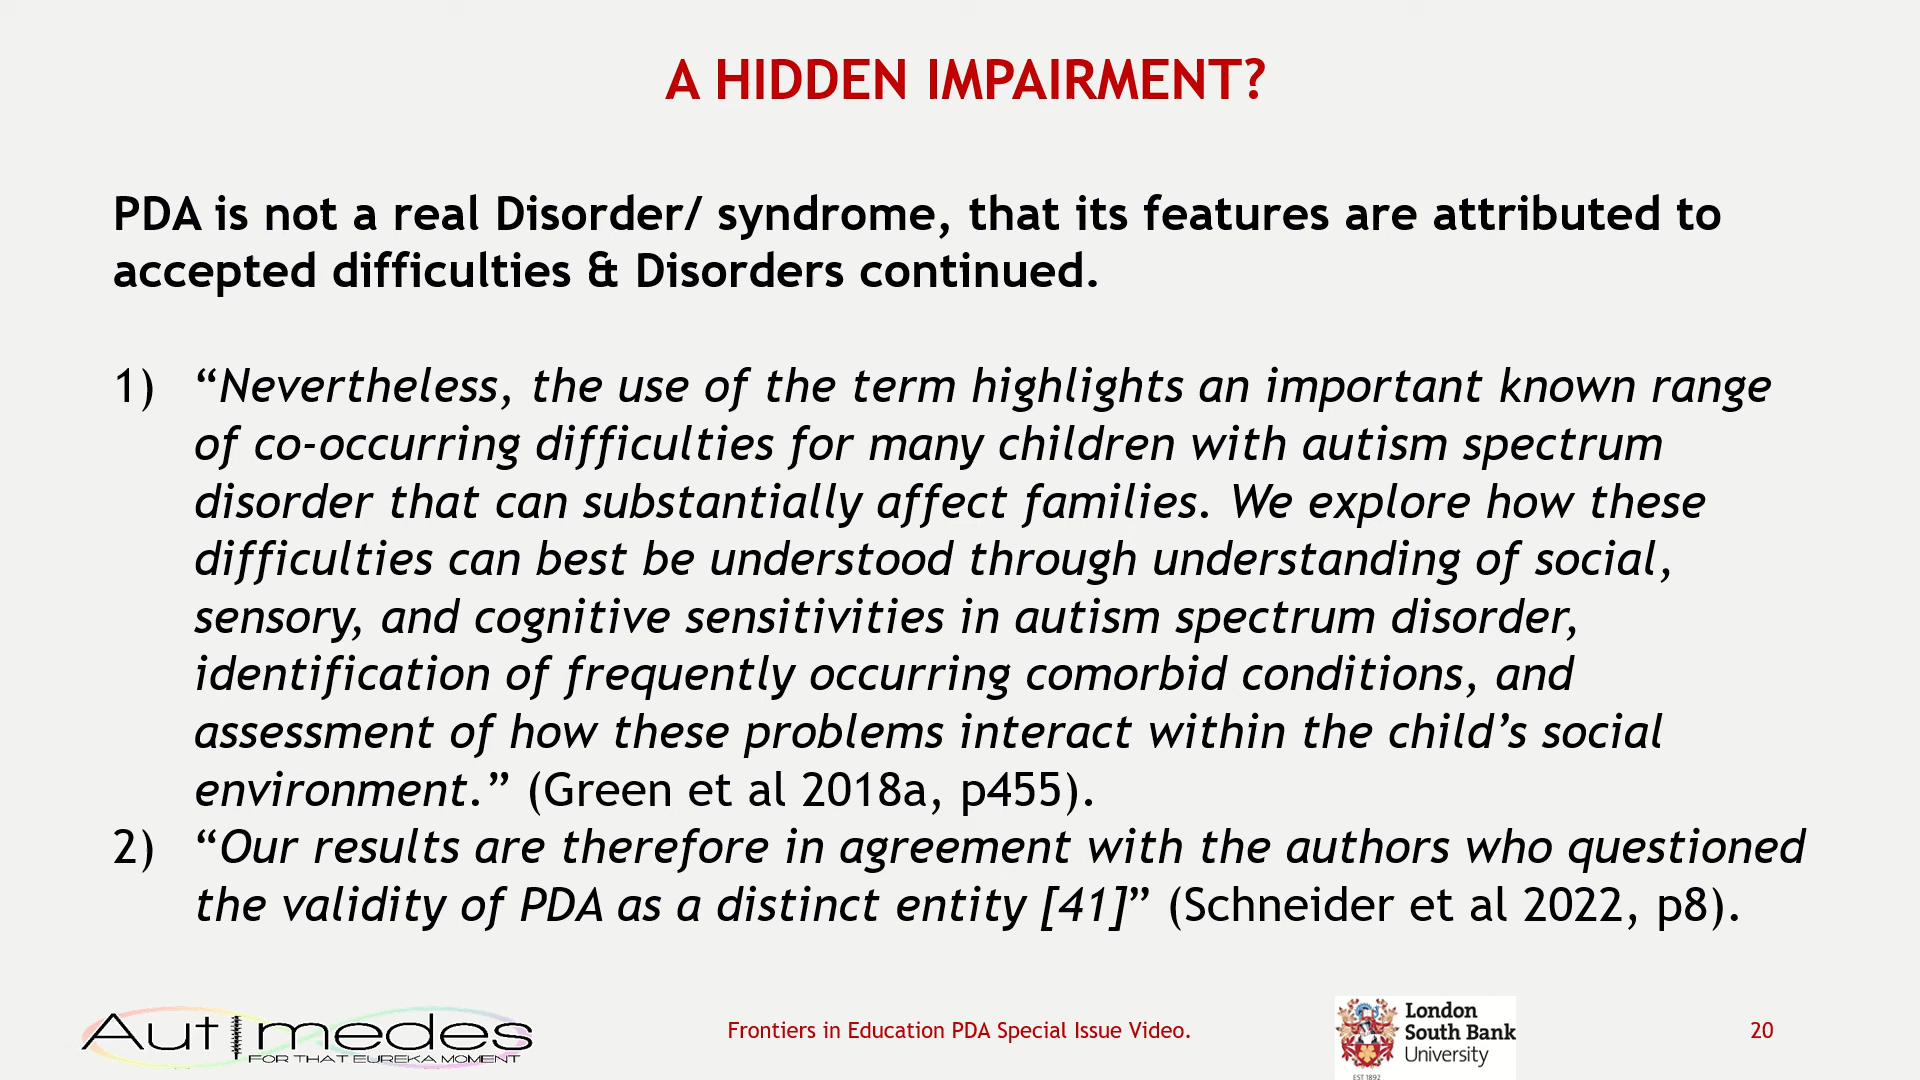 A HIDDEN IMPAIRMENT?
PDA is not a real Disorder/ syndrome, that its features are attributed to
accepted difficulties & Disorders continued.
1) “Nevertheless, the use of the term highlights an important known range
of co-occurring difficulties for many children with autism spectrum
disorder that can substantially affect families. We explore how these
difficulties can best be understood through understanding of social,
sensory, and cognitive sensitivities in autism spectrum disorder,
identification of frequently occurring comorbid conditions, and
assessment of how these problems interact within the child’s social
environment.” (Green et al 2018a, p455).
2) “Our results are therefore in agreement with the authors who questioned
the validity of PDA as a distinct entity [41]” (Schneider et al 2022, p8).
Autimedes
FOR THAT EUREKA MOMENT
Frontiers in Education PDA Special Issue Video.
London
South Bank
University
EST 1892
20